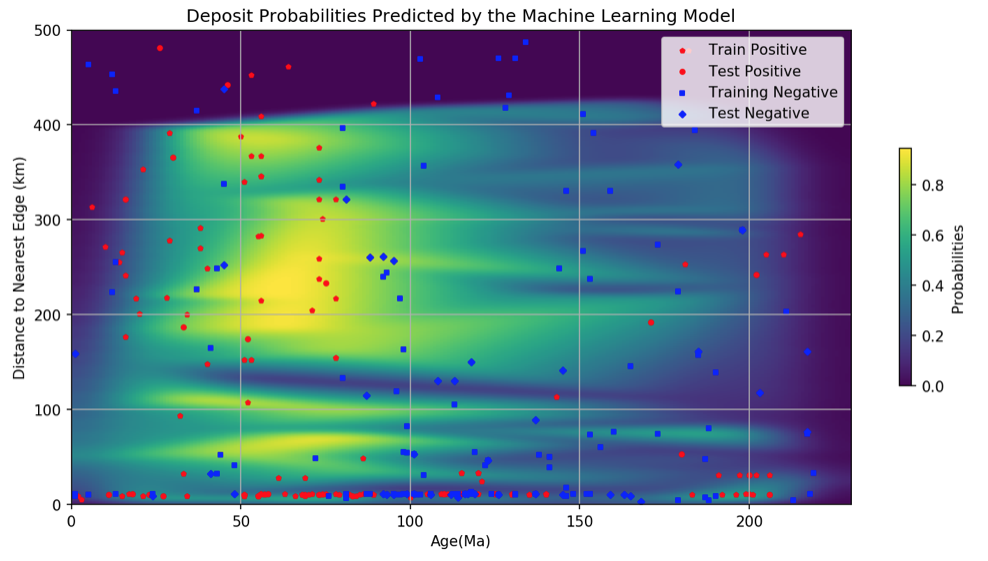 Deposit Probabilities Predicted by the Machine Learning Model
Train Positive
Test Positive
Training Negative
Test Negative
500
400
300
200
100
0
Distance to Nearest Edge (km)
0
50
100
150
200
Age(Ma)
0.8
0.6
0.4
0.2
0.0
Probabilities